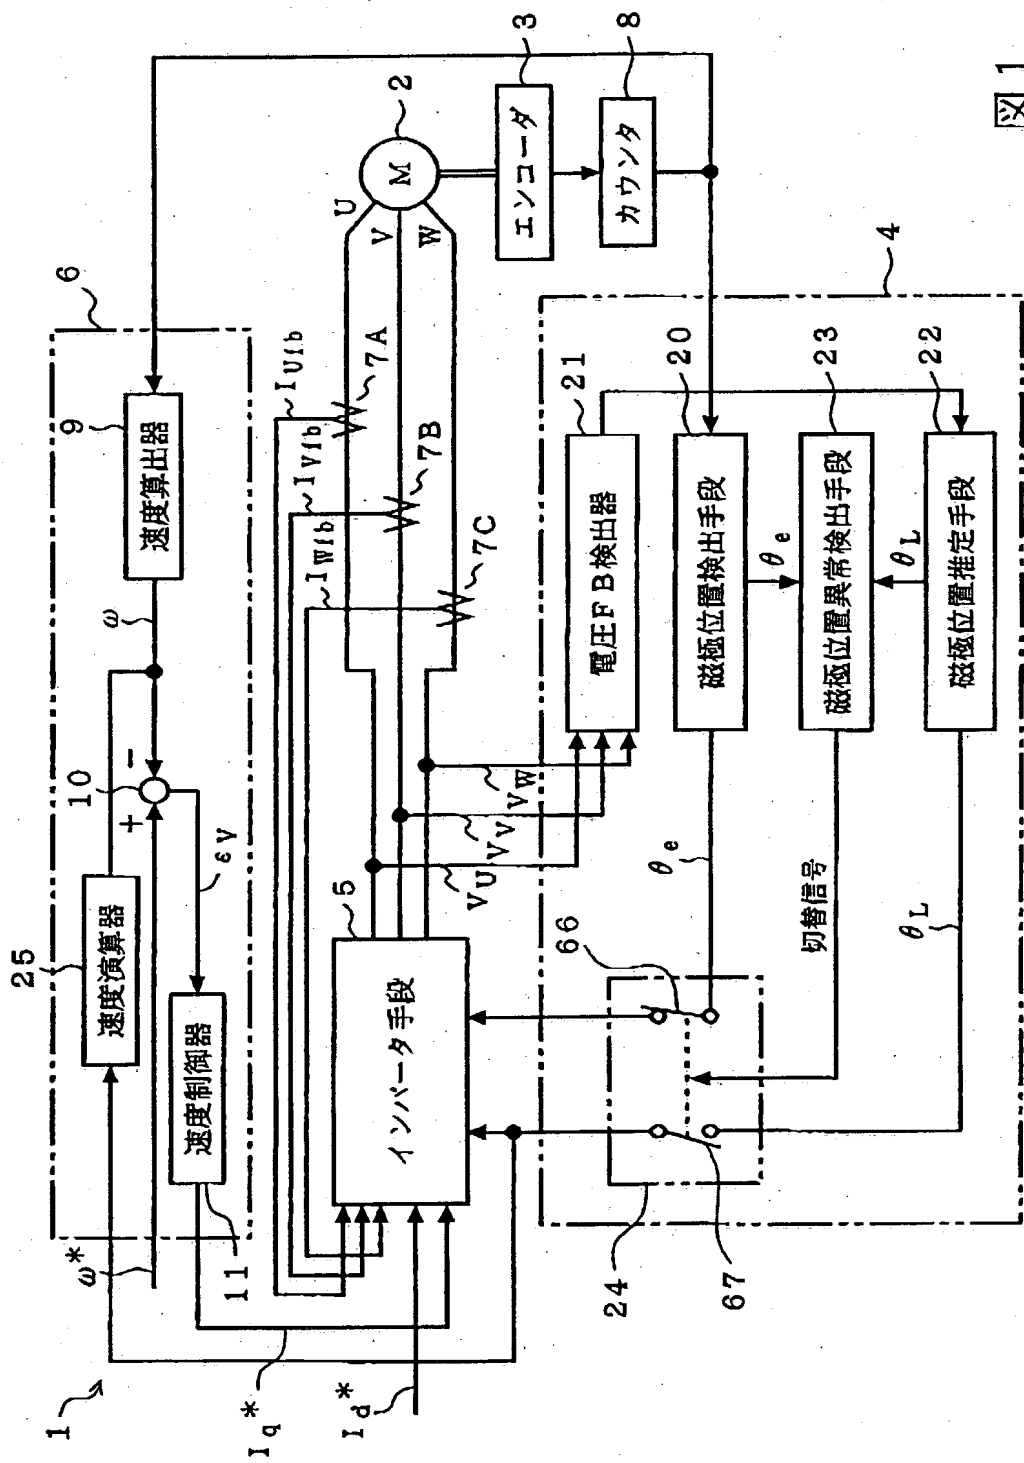 図1
1
6
25
速度演算器
10
+
-
ω
9
速度算出器
ω*
εV
11
速度制御器
Iq*
Id*
5
インバータ手段
IUfb
IVfb
IWfb
7A
7B
7C
U
V
W
M
2
3
エンコーダ
8
カウンタ
VU
VV
VW
4
21
電圧FB検出器
20
磁極位置検出手段
23
磁極位置異常検出手段
22
磁極位置推定手段
θe
θL
θe
切替信号
θL
66
67
24